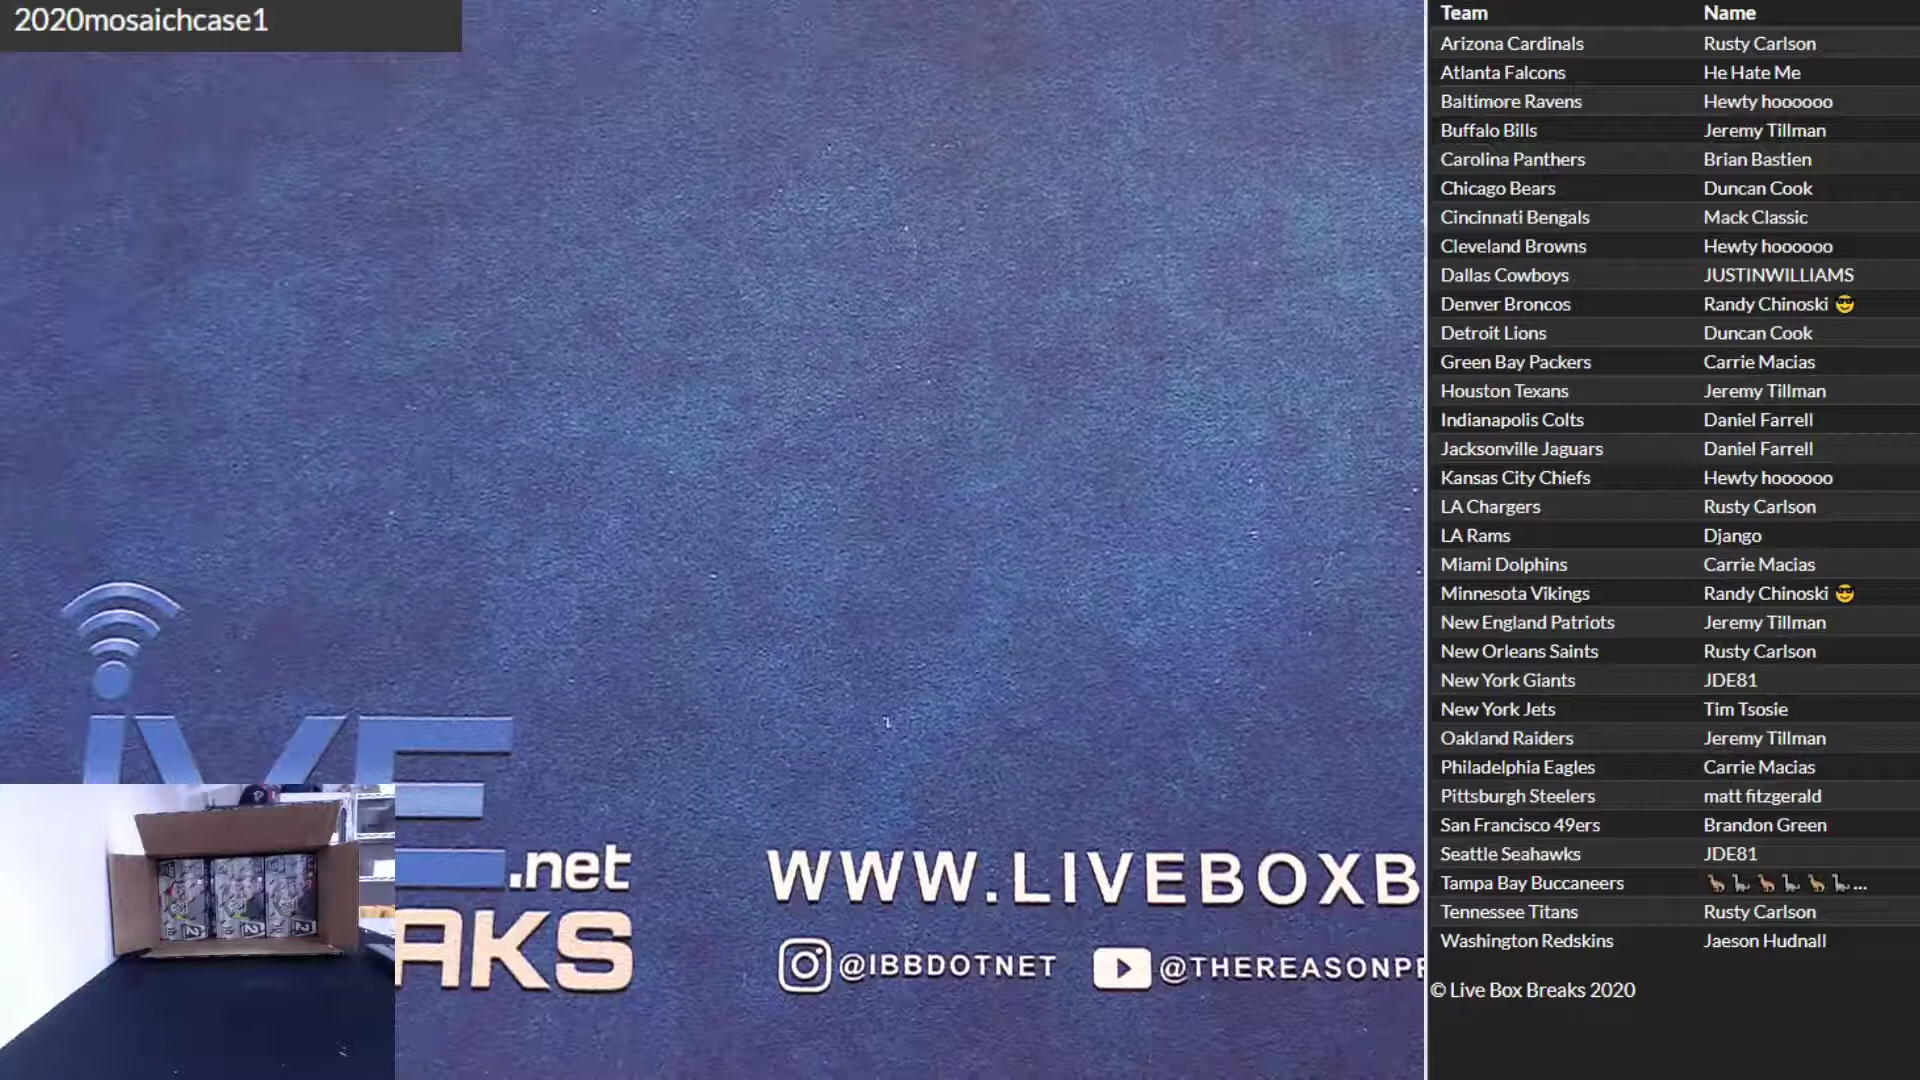 2020mosaichcase1
Team Name
Arizona Cardinals Rusty Carlson
Atlanta Falcons He Hate Me
Baltimore Ravens Hewty hoooooo
Buffalo Bills Jeremy Tillman
Carolina Panthers Brian Bastien
Chicago Bears Duncan Cook
Cincinnati Bengals Mack Classic
Cleveland Browns Hewty hoooooo
Dallas Cowboys JUSTINWILLIAMS
Denver Broncos Randy Chinoski 😎
Detroit Lions Duncan Cook
Green Bay Packers Carrie Macias
Houston Texans Jeremy Tillman
Indianapolis Colts Daniel Farrell
Jacksonville Jaguars Daniel Farrell
Kansas City Chiefs Hewty hoooooo
LA Chargers Rusty Carlson
LA Rams Django
Miami Dolphins Carrie Macias
Minnesota Vikings Randy Chinoski 😎
New England Patriots Jeremy Tillman
New Orleans Saints Rusty Carlson
New York Giants JDE81
New York Jets Tim Tsosie
Oakland Raiders Jeremy Tillman
Philadelphia Eagles Carrie Macias
Pittsburgh Steelers matt fitzgerald
San Francisco 49ers Brandon Green
Seattle Seahawks JDE81
Tampa Bay Buccaneers 🦒🦕🦒🦕🦒🦕...
Tennessee Titans Rusty Carlson
Washington Redskins Jaeson Hudnall
© Live Box Breaks 2020
iVE
.net
AKS
WWW.LIVEBOXB
@IBBDOTNET @THEREASONPR